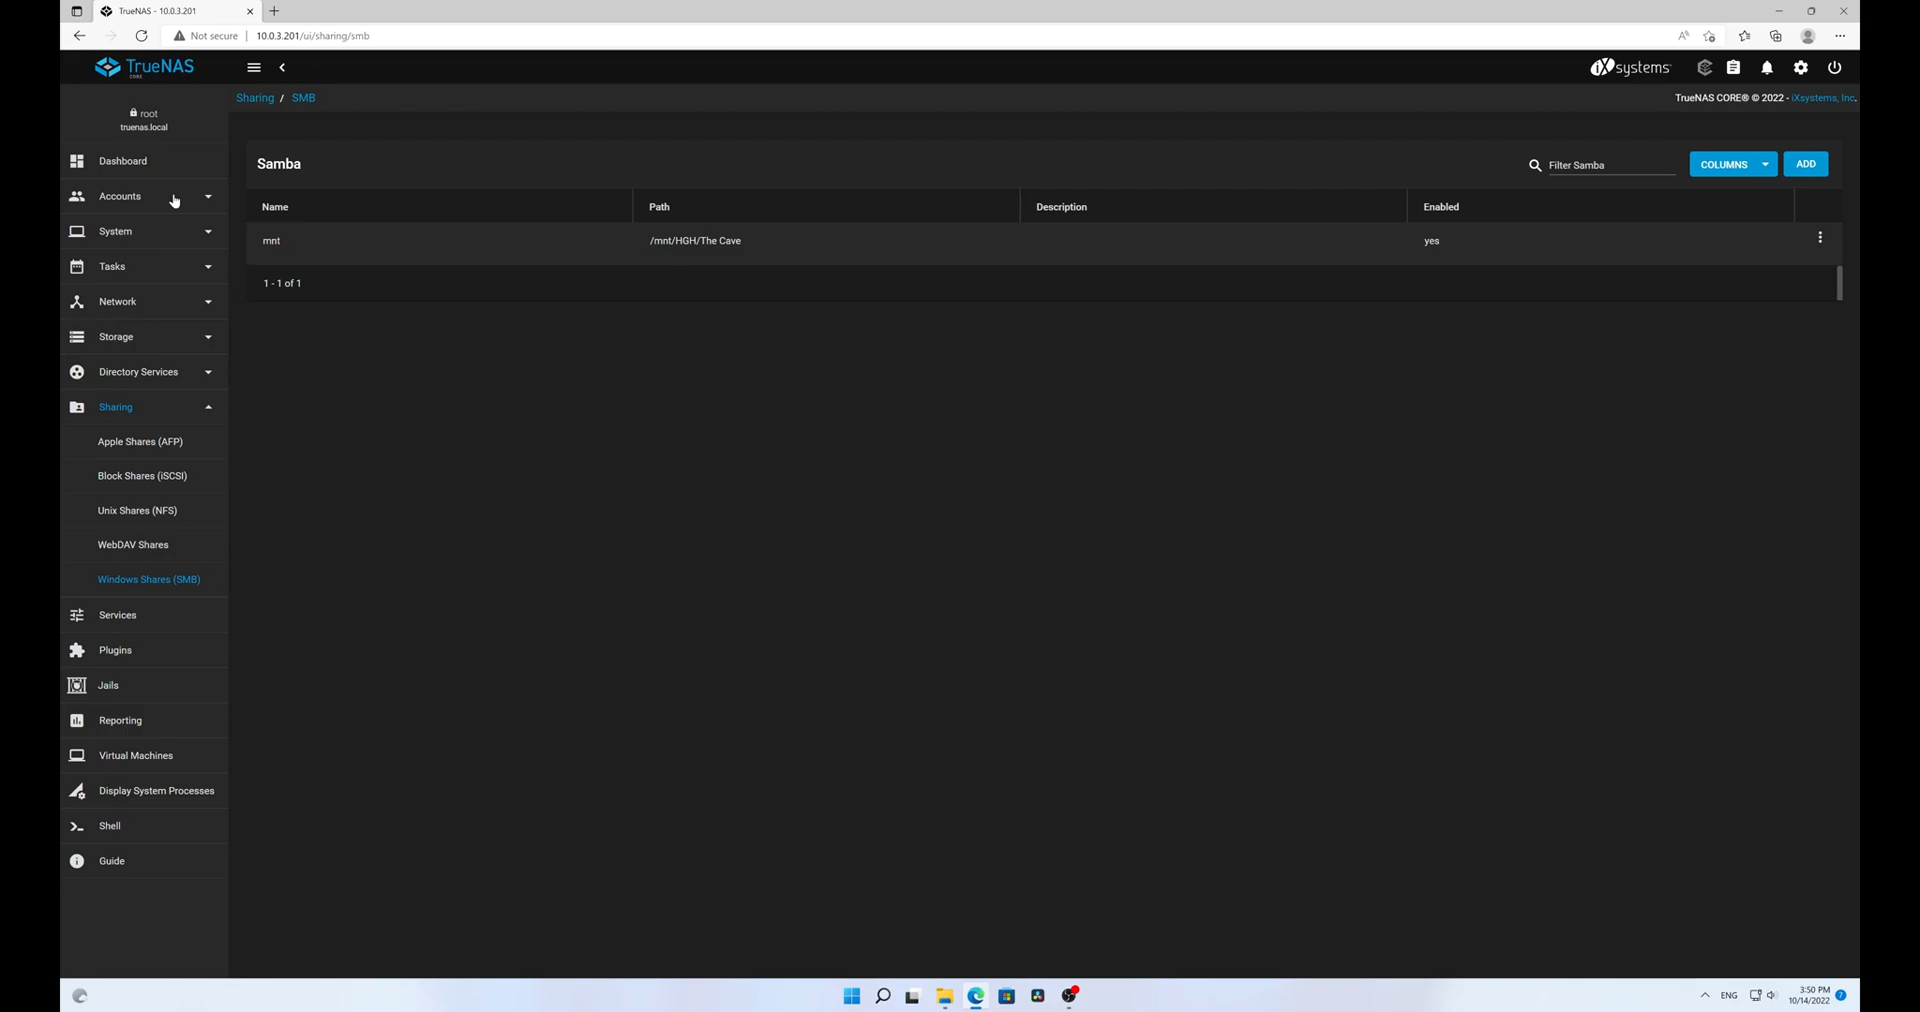 TrueNAS - 10.0.3.201
Not secure
10.0.3.201/ui/sharing/smb
TrueNAS
CORE
iXsystems
root
truenas.local
Sharing / SMB
TrueNAS CORE® © 2022 - iXsystems, Inc.
Dashboard
Accounts
System
Tasks
Network
Storage
Directory Services
Sharing
Apple Shares (AFP)
Block Shares (iSCSI)
Unix Shares (NFS)
WebDAV Shares
Windows Shares (SMB)
Services
Plugins
Jails
Reporting
Virtual Machines
Display System Processes
Shell
Guide
Samba
Filter Samba
COLUMNS
ADD
Name Path Description Enabled
mnt /mnt/HGH/The Cave yes
1 - 1 of 1
ENG
3:50 PM
10/14/2022
7